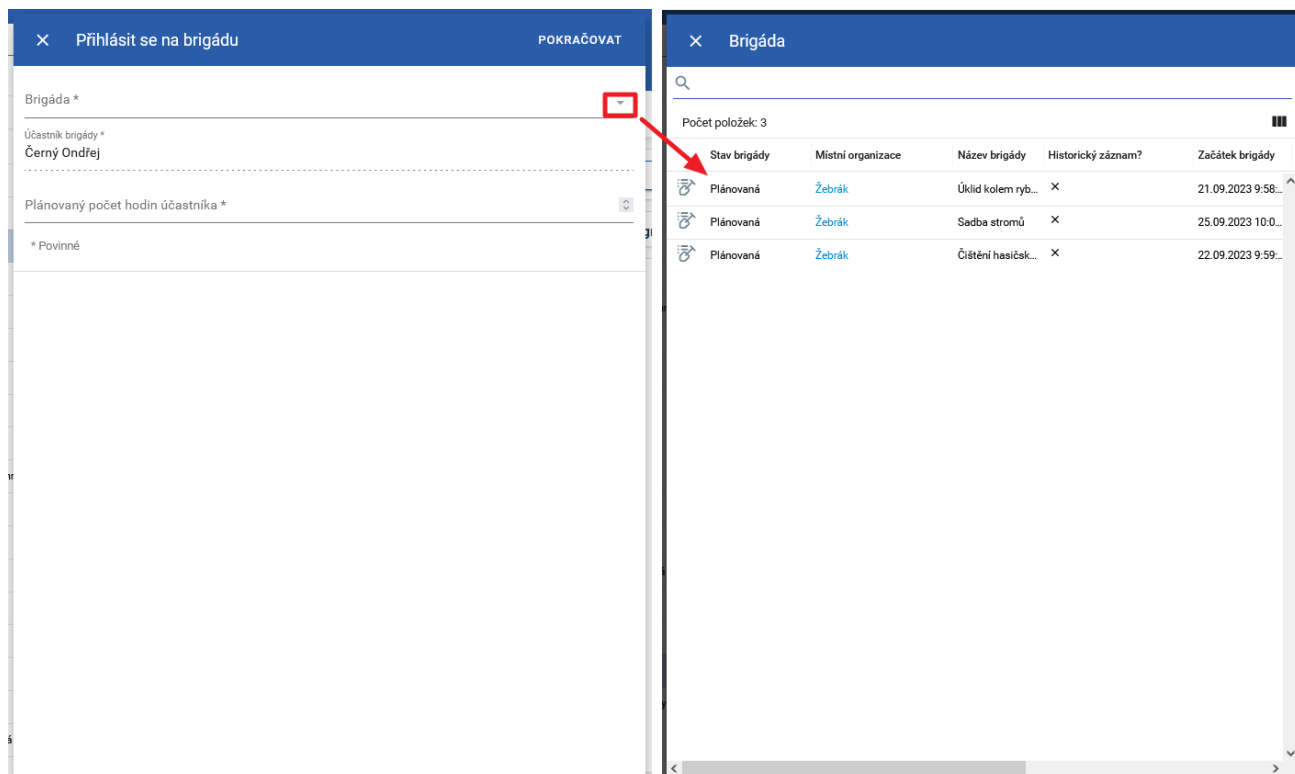 Přihlásit se na brigádu POKRAČOVAT
Brigáda *
Účastník brigády *
Černý Ondřej
Plánovaný počet hodin účastníka *
* Povinné
Brigáda
Počet položek: 3
Stav brigády Místní organizace Název brigády Historický záznam? Začátek brigády
Plánovaná Žebrák Úklid kolem ryb... 21.09.2023 9:58:...
Plánovaná Žebrák Sadba stromů 25.09.2023 10:0...
Plánovaná Žebrák Čištění hasičsk... 22.09.2023 9:59:...